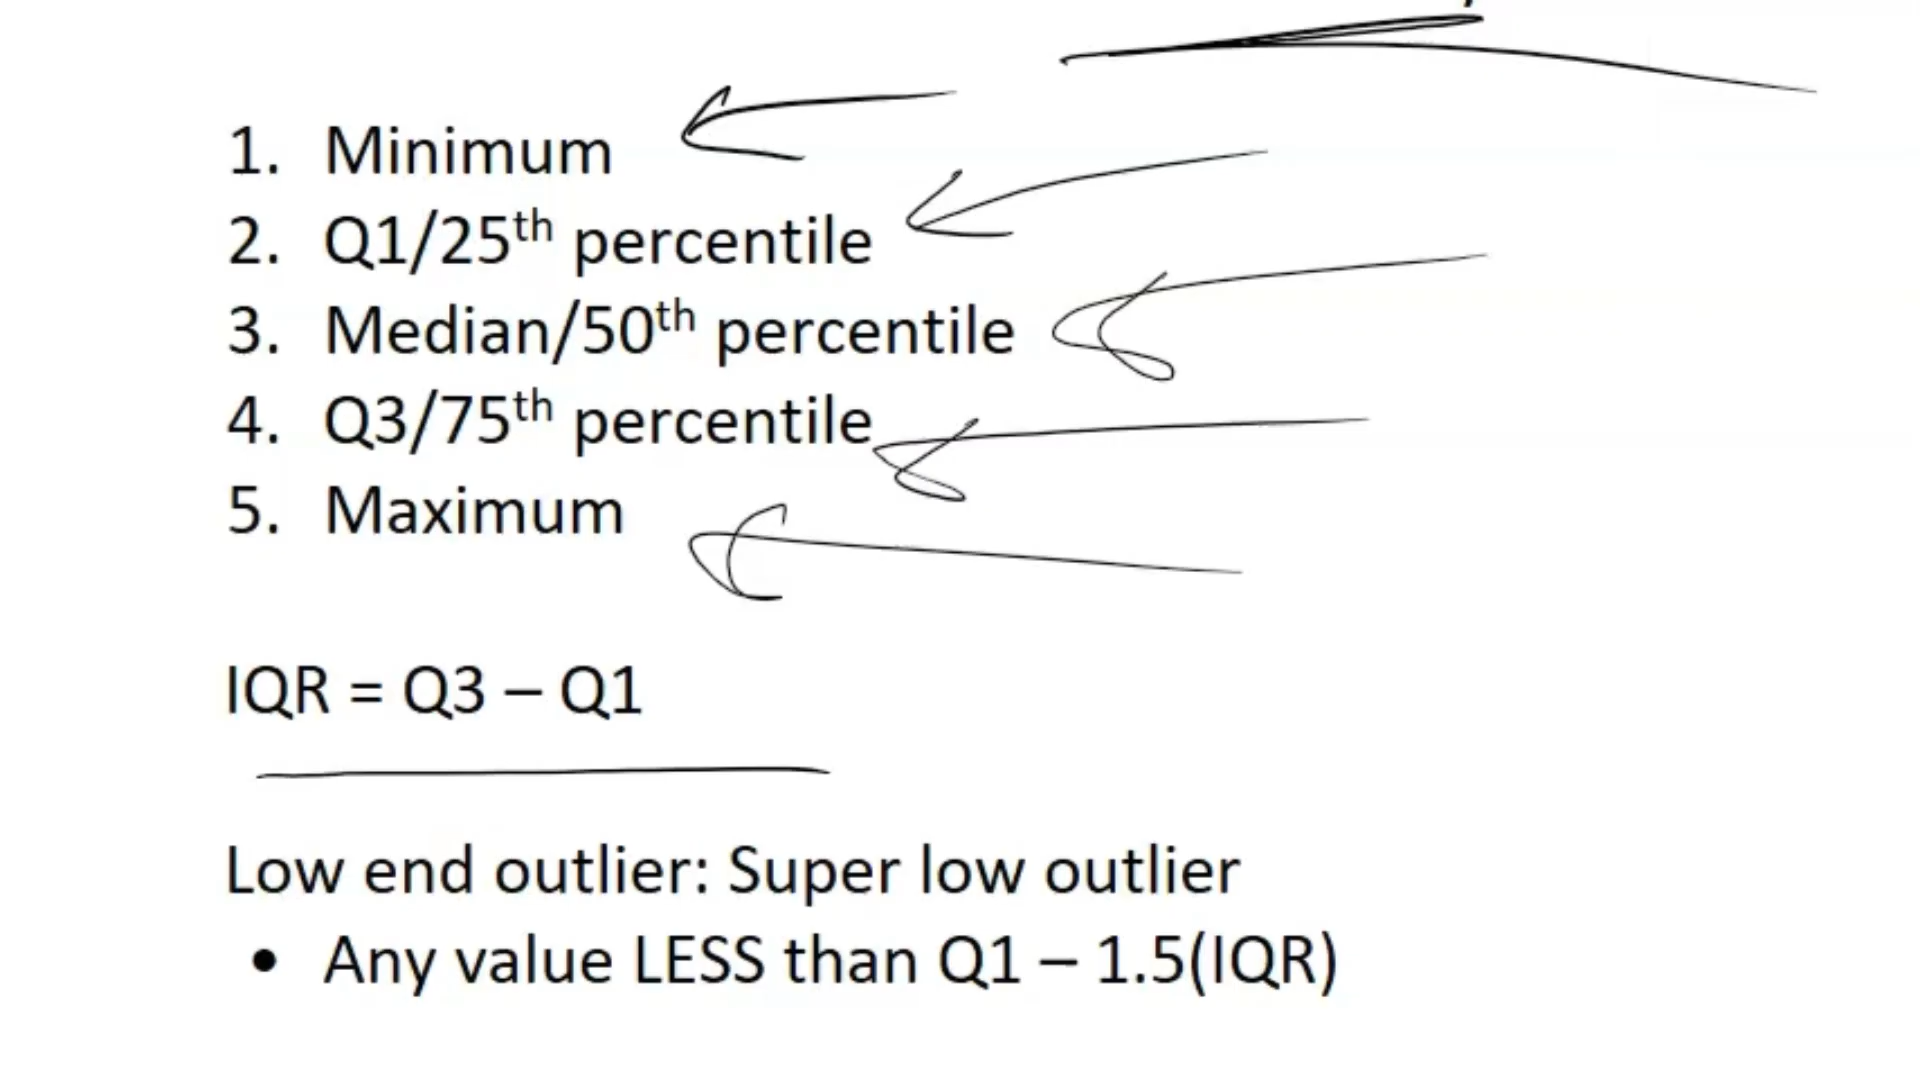 1. Minimum
2. Q1/25th percentile
3. Median/50th percentile
4. Q3/75th percentile
5. Maximum
IQR = Q3 – Q1
Low end outlier: Super low outlier
• Any value LESS than Q1 – 1.5(IQR)